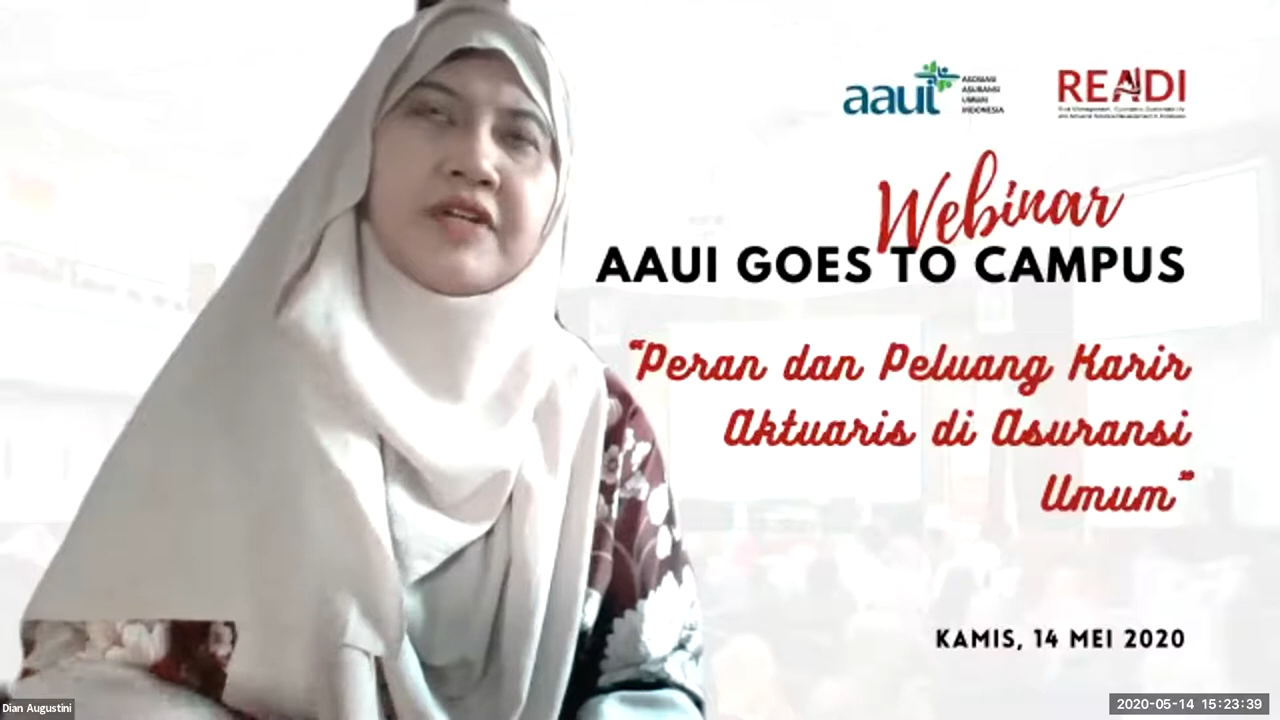 aaui
ASOSIASI
ASURANSI
UMUM
INDONESIA
READI
Webinar
AAUI GOES TO CAMPUS
"Peran dan Peluang Karir
Aktuaris di Asuransi
Umum"
KAMIS, 14 MEI 2020
Dian Augustini
2020-05-14 15:23:39